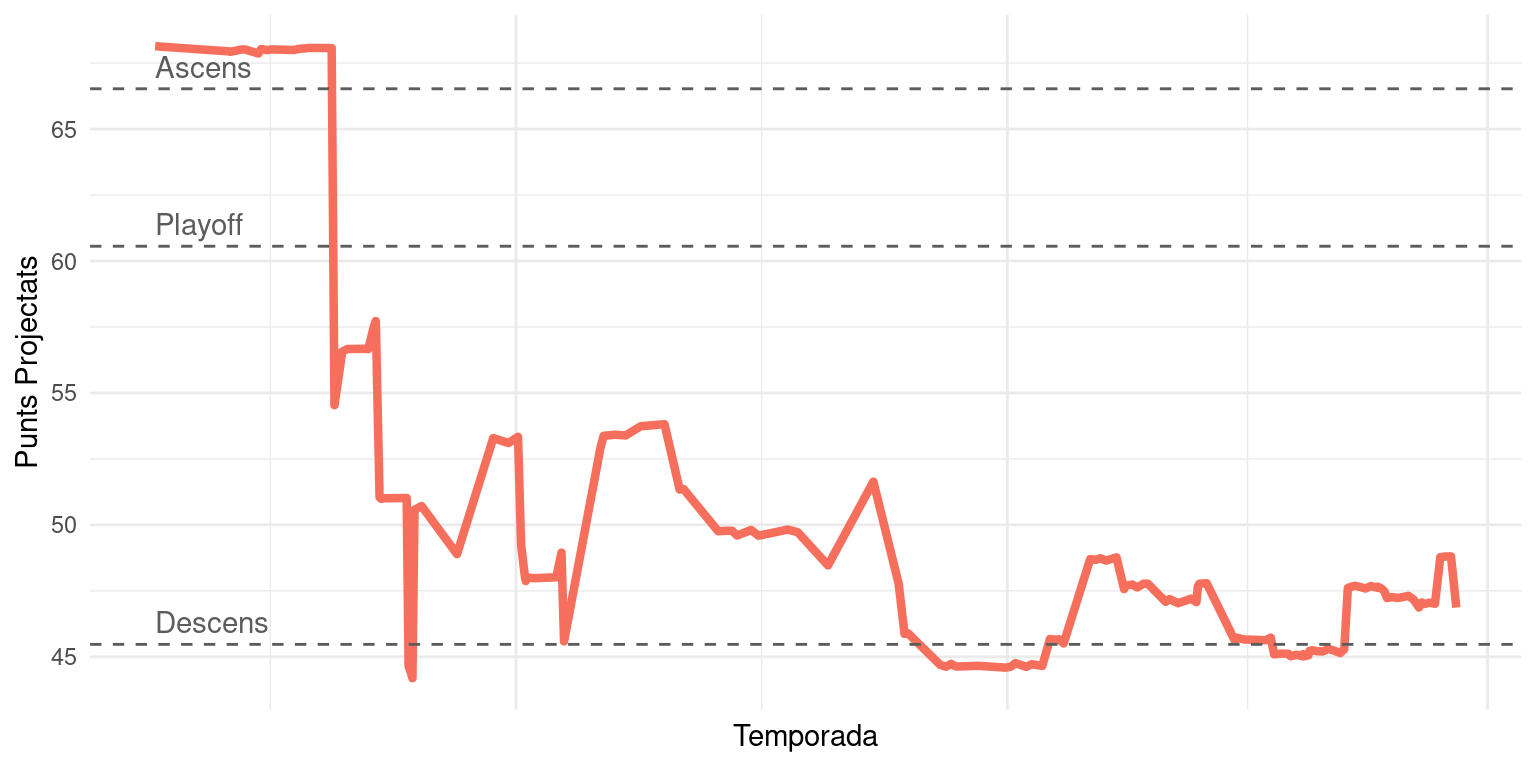 Ascens
65
Playoff
60
Punts Projectats
55
50
Descens
45
Temporada